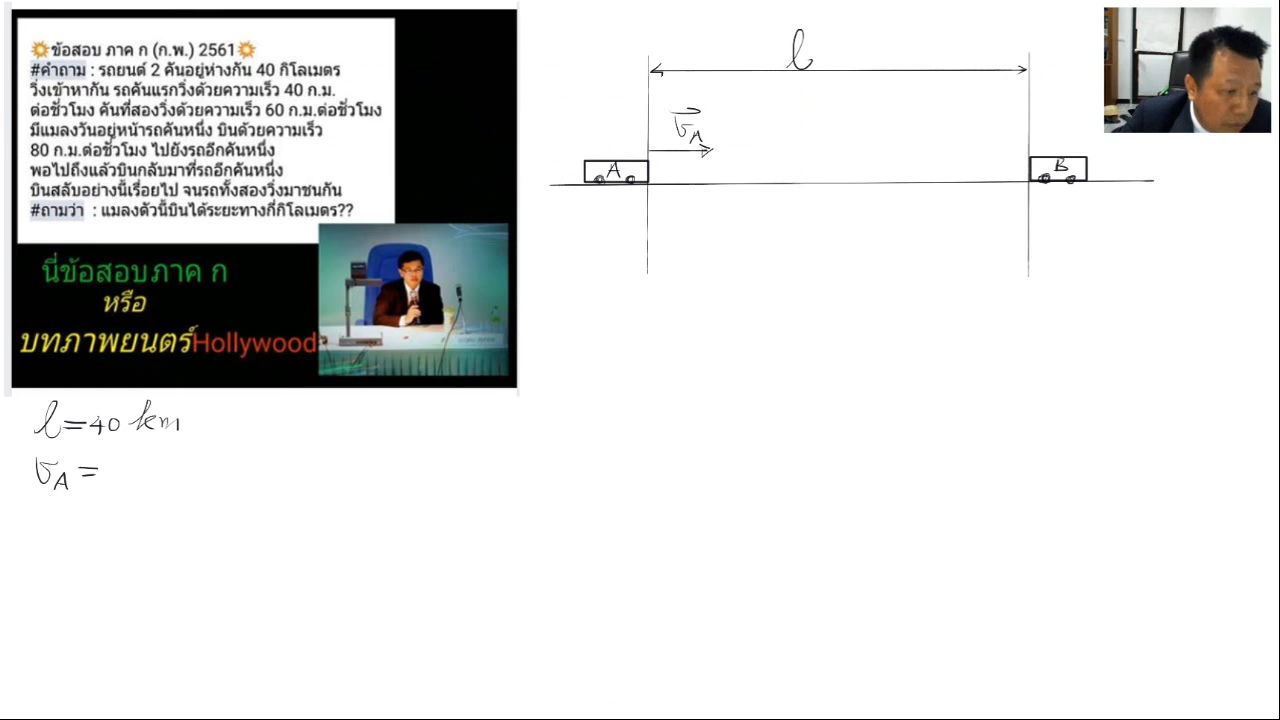 💥ข้อสอบ ภาค ก (ก.พ.) 2561💥
#คำถาม : รถยนต์ 2 คันอยู่ห่างกัน 40 กิโลเมตร
วิ่งเข้าหากัน รถคันแรกวิ่งด้วยความเร็ว 40 ก.ม.
ต่อชั่วโมง คันที่สองวิ่งด้วยความเร็ว 60 ก.ม.ต่อชั่วโมง
มีแมลงวันอยู่หน้ารถคันหนึ่ง บินด้วยความเร็ว
80 ก.ม.ต่อชั่วโมง ไปยังรถอีกคันหนึ่ง
พอไปถึงแล้วบินกลับมาที่รถอีกคันหนึ่ง
บินสลับอย่างนี้เรื่อยไป จนรถทั้งสองวิ่งมาชนกัน
#ถามว่า : แมลงตัวนี้บินได้ระยะทางกี่กิโลเมตร??
นี่ข้อสอบภาค ก
หรือ
บทภาพยนตร์Hollywood
l
v⃗A
A
B
l = 40 km
vA =